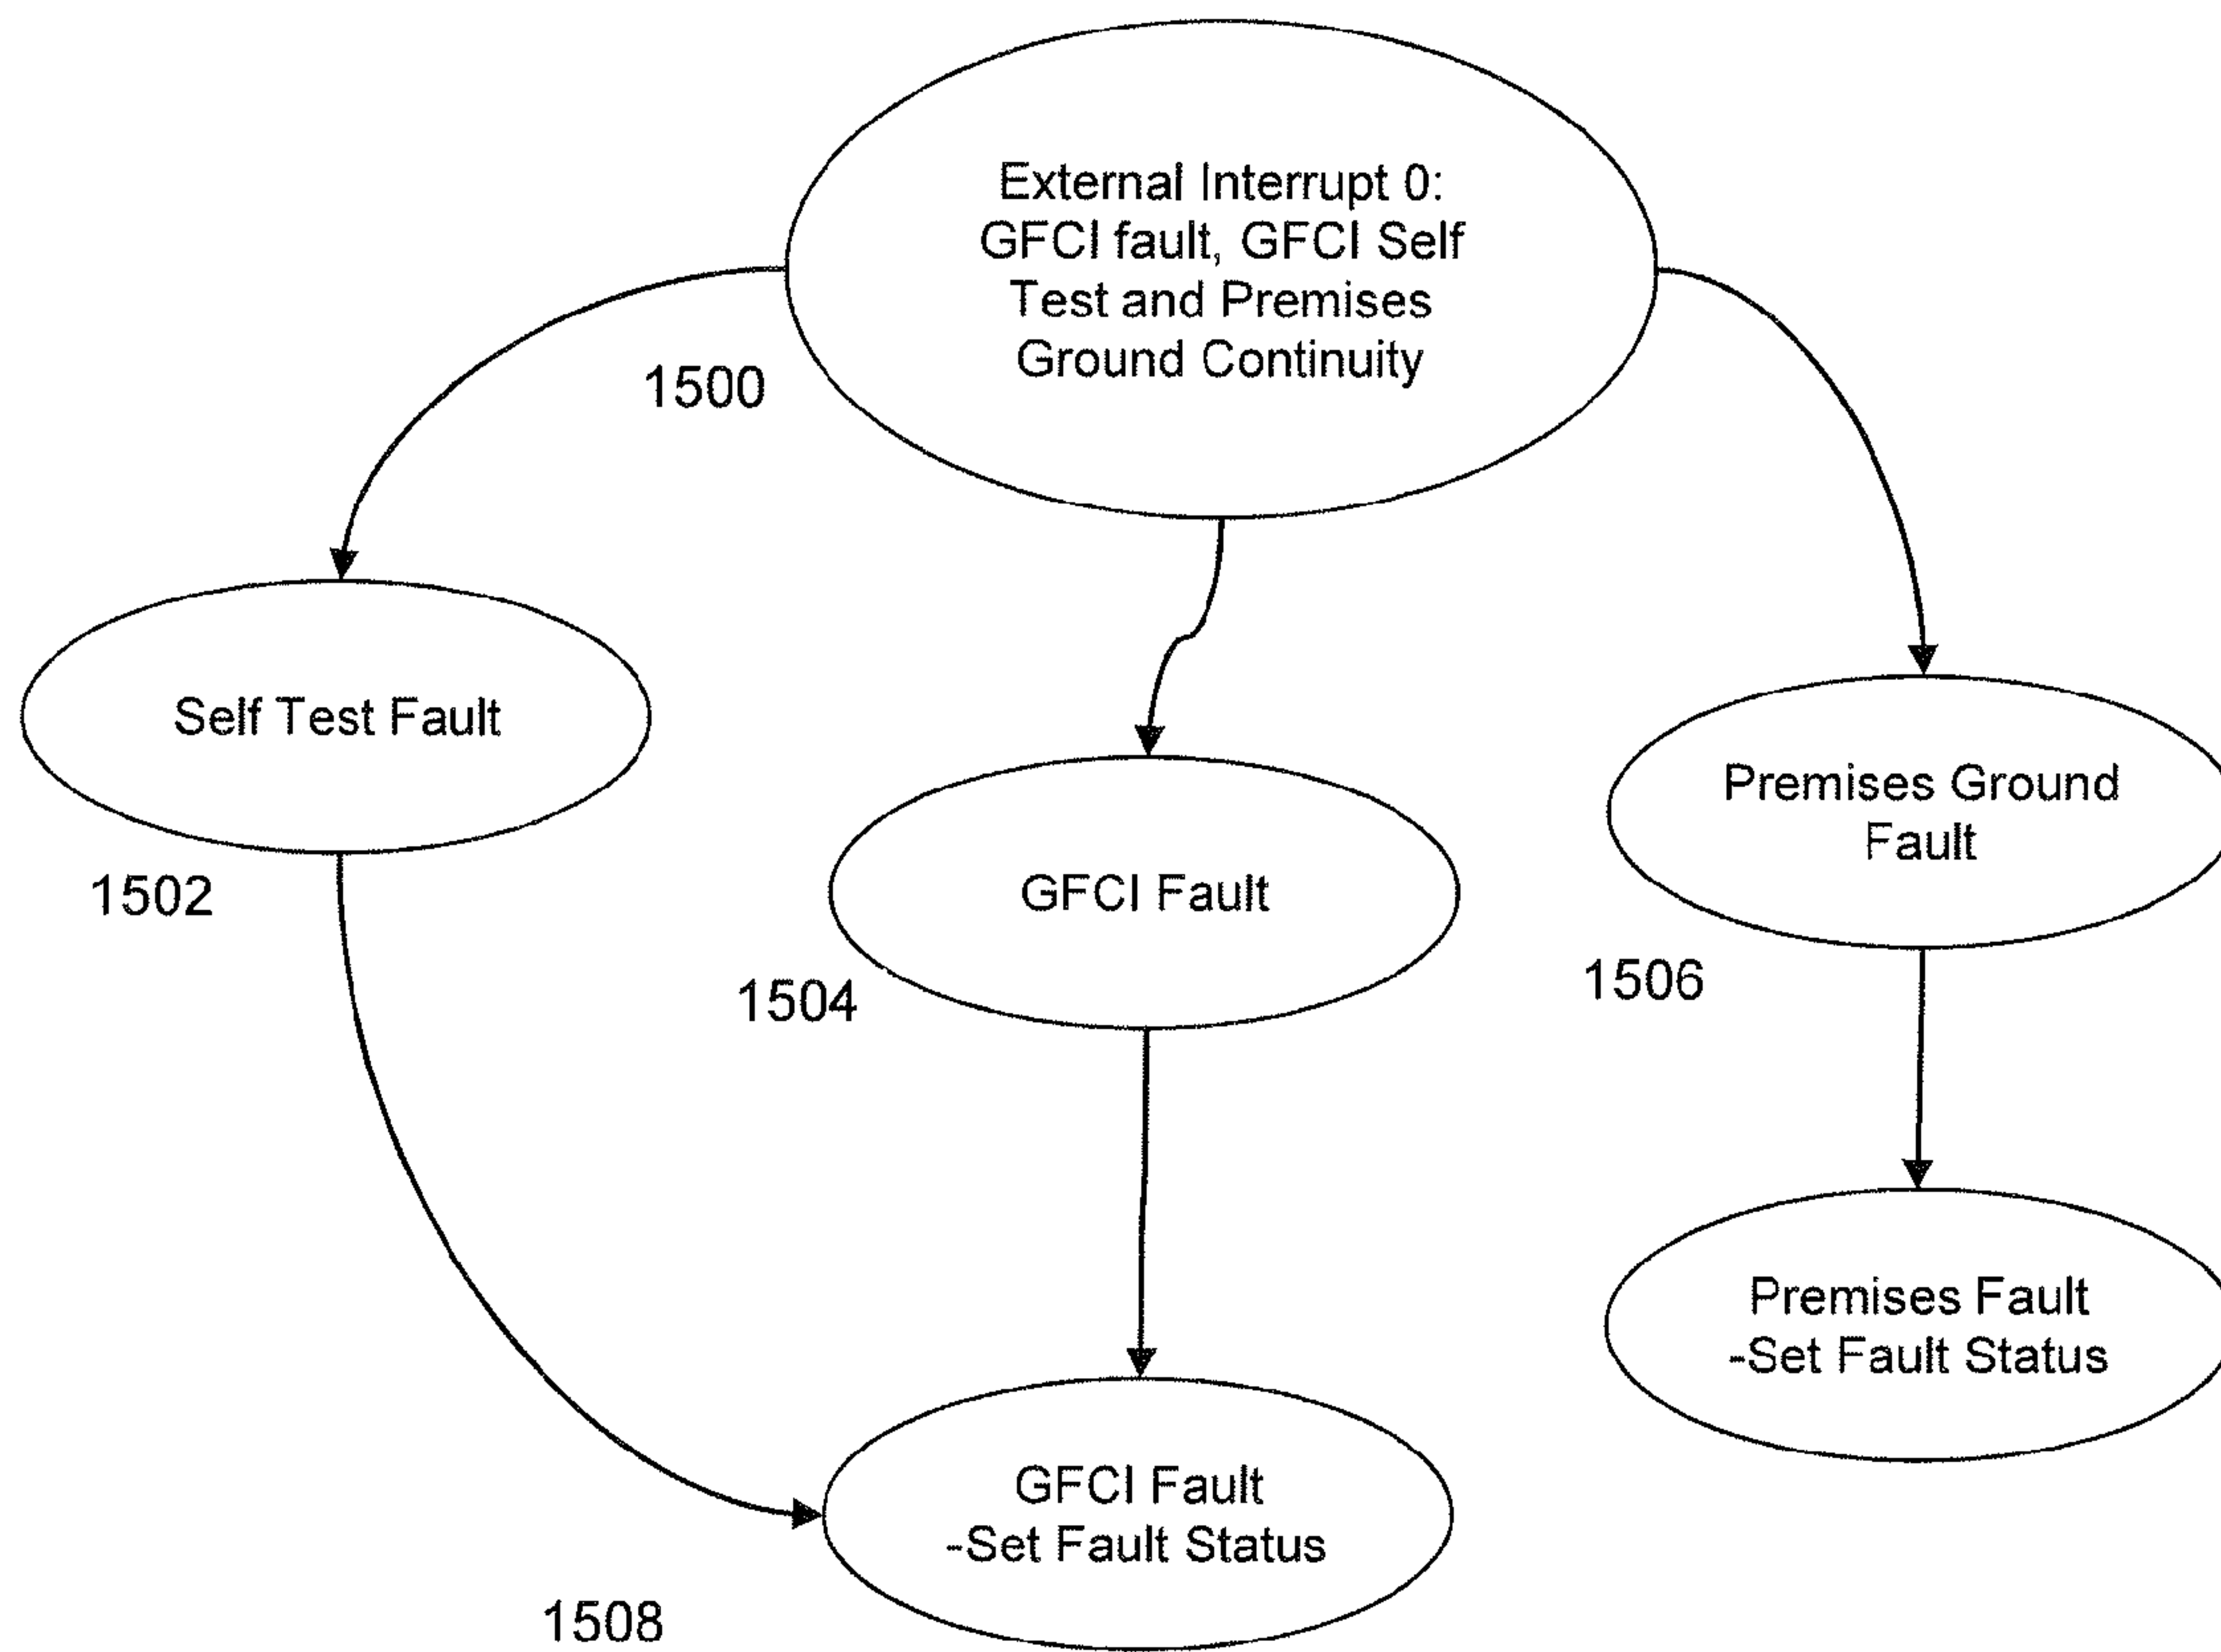 External Interrupt 0:
GFCI fault, GFCI Self
Test and Premises
Ground Continuity
1500
Self Test Fault
1502
GFCI Fault
1504
Premises Ground
Fault
1506
Premises Fault
-Set Fault Status
GFCI Fault
-Set Fault Status
1508